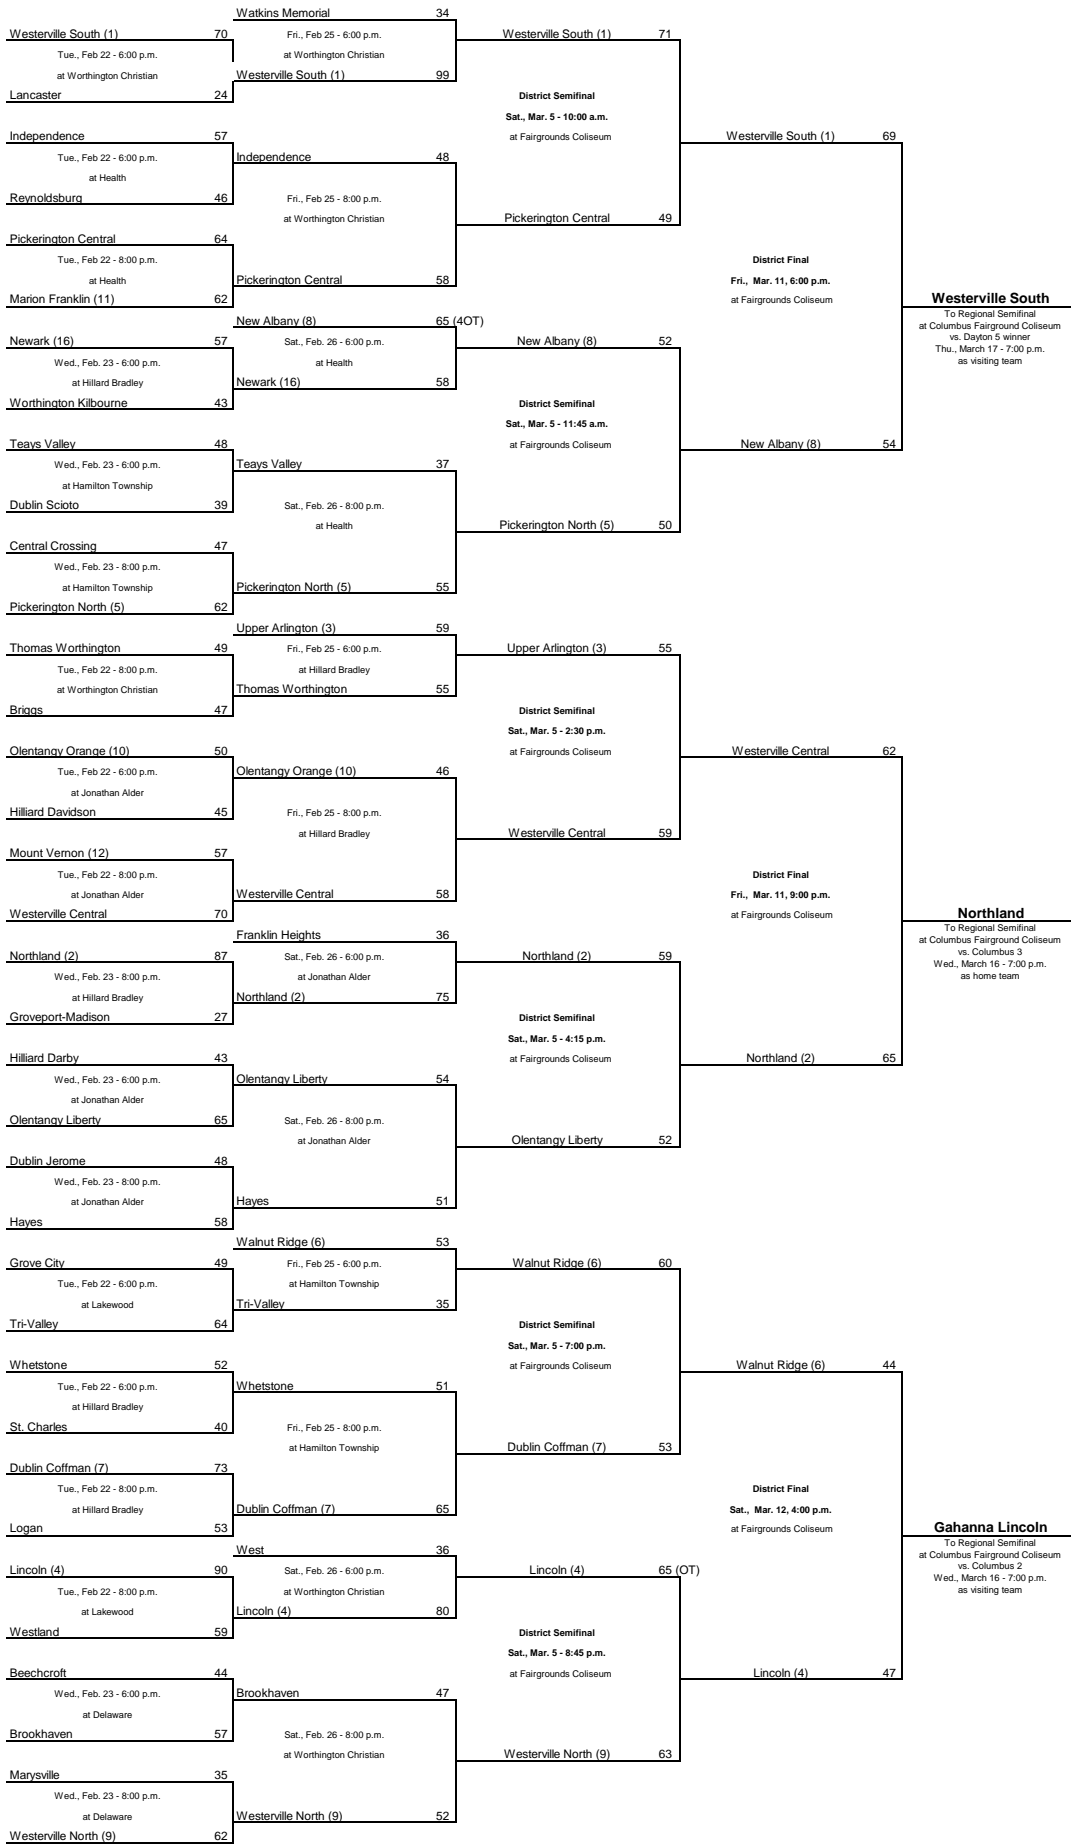 Watkins Memorial 34
Westerville South (1) 70 Fri., Feb 25 - 6:00 p.m. Westerville South (1) 71
Tue., Feb 22 - 6:00 p.m. at Worthington Christian
at Worthington Christian Westerville South (1) 99
Lancaster 24 District Semifinal
Sat., Mar. 5 - 10:00 a.m.
Independence 57 at Fairgrounds Coliseum Westerville South (1) 69
Tue., Feb 22 - 6:00 p.m. Independence 48
at Health
Reynoldsburg 46 Fri., Feb 25 - 8:00 p.m.
at Worthington Christian Pickerington Central 49
Pickerington Central 64
Tue., Feb 22 - 8:00 p.m. District Final
at Health Pickerington Central 58 Fri., Mar. 11, 6:00 p.m.
Marion Franklin (11) 62 at Fairgrounds Coliseum Westerville South
To Regional Semifinal
New Albany (8) 65 (4OT) at Columbus Fairground Coliseum
Newark (16) 57 Sat., Feb. 26 - 6:00 p.m. New Albany (8) 52 vs. Dayton 5 winner
Thu., March 17 - 7:00 p.m.
Wed., Feb. 23 - 6:00 p.m. at Health as visiting team
at Hillard Bradley Newark (16) 58
Worthington Kilbourne 43 District Semifinal
Sat., Mar. 5 - 11:45 a.m.
Teays Valley 48 at Fairgrounds Coliseum New Albany (8) 54
Wed., Feb. 23 - 6:00 p.m. Teays Valley 37
at Hamilton Township
Dublin Scioto 39 Sat., Feb. 26 - 8:00 p.m.
at Health Pickerington North (5) 50
Central Crossing 47
Wed., Feb. 23 - 8:00 p.m.
at Hamilton Township Pickerington North (5) 55
Pickerington North (5) 62
Upper Arlington (3) 59
Thomas Worthington 49 Fri., Feb 25 - 6:00 p.m. Upper Arlington (3) 55
Tue., Feb 22 - 8:00 p.m. at Hillard Bradley
at Worthington Christian Thomas Worthington 55
Briggs 47 District Semifinal
Sat., Mar. 5 - 2:30 p.m.
Olentangy Orange (10) 50 at Fairgrounds Coliseum Westerville Central 62
Tue., Feb 22 - 6:00 p.m. Olentangy Orange (10) 46
at Jonathan Alder
Hilliard Davidson 45 Fri., Feb 25 - 8:00 p.m.
at Hillard Bradley Westerville Central 59
Mount Vernon (12) 57
Tue., Feb 22 - 8:00 p.m. District Final
at Jonathan Alder Westerville Central 58 Fri., Mar. 11, 9:00 p.m.
Westerville Central 70 at Fairgrounds Coliseum Northland
To Regional Semifinal
Franklin Heights 36 at Columbus Fairground Coliseum
Northland (2) 87 Sat., Feb. 26 - 6:00 p.m. Northland (2) 59 vs. Columbus 3
Wed., March 16 - 7:00 p.m.
Wed., Feb. 23 - 8:00 p.m. at Jonathan Alder as home team
at Hillard Bradley Northland (2) 75
Groveport-Madison 27 District Semifinal
Sat., Mar. 5 - 4:15 p.m.
Hilliard Darby 43 at Fairgrounds Coliseum Northland (2) 65
Wed., Feb. 23 - 6:00 p.m. Olentangy Liberty 54
at Jonathan Alder
Olentangy Liberty 65 Sat., Feb. 26 - 8:00 p.m.
at Jonathan Alder Olentangy Liberty 52
Dublin Jerome 48
Wed., Feb. 23 - 8:00 p.m.
at Jonathan Alder Hayes 51
Hayes 58
Walnut Ridge (6) 53
Grove City 49 Fri., Feb 25 - 6:00 p.m. Walnut Ridge (6) 60
Tue., Feb 22 - 6:00 p.m. at Hamilton Township
at Lakewood Tri-Valley 35
Tri-Valley 64 District Semifinal
Sat., Mar. 5 - 7:00 p.m.
Whetstone 52 at Fairgrounds Coliseum Walnut Ridge (6) 44
Tue., Feb 22 - 6:00 p.m. Whetstone 51
at Hillard Bradley
St. Charles 40 Fri., Feb 25 - 8:00 p.m.
at Hamilton Township Dublin Coffman (7) 53
Dublin Coffman (7) 73
Tue., Feb 22 - 8:00 p.m. District Final
at Hillard Bradley Dublin Coffman (7) 65 Sat., Mar. 12, 4:00 p.m.
Logan 53 at Fairgrounds Coliseum Gahanna Lincoln
To Regional Semifinal
West 36 at Columbus Fairground Coliseum
Lincoln (4) 90 Sat., Feb. 26 - 6:00 p.m. Lincoln (4) 65 (OT) vs. Columbus 2
Wed., March 16 - 7:00 p.m.
Tue., Feb 22 - 8:00 p.m. at Worthington Christian as visiting team
at Lakewood Lincoln (4) 80
Westland 59 District Semifinal
Sat., Mar. 5 - 8:45 p.m.
Beechcroft 44 at Fairgrounds Coliseum Lincoln (4) 47
Wed., Feb. 23 - 6:00 p.m. Brookhaven 47
at Delaware
Brookhaven 57 Sat., Feb. 26 - 8:00 p.m.
at Worthington Christian Westerville North (9) 63
Marysville 35
Wed., Feb. 23 - 8:00 p.m.
at Delaware Westerville North (9) 52
Westerville North (9) 62